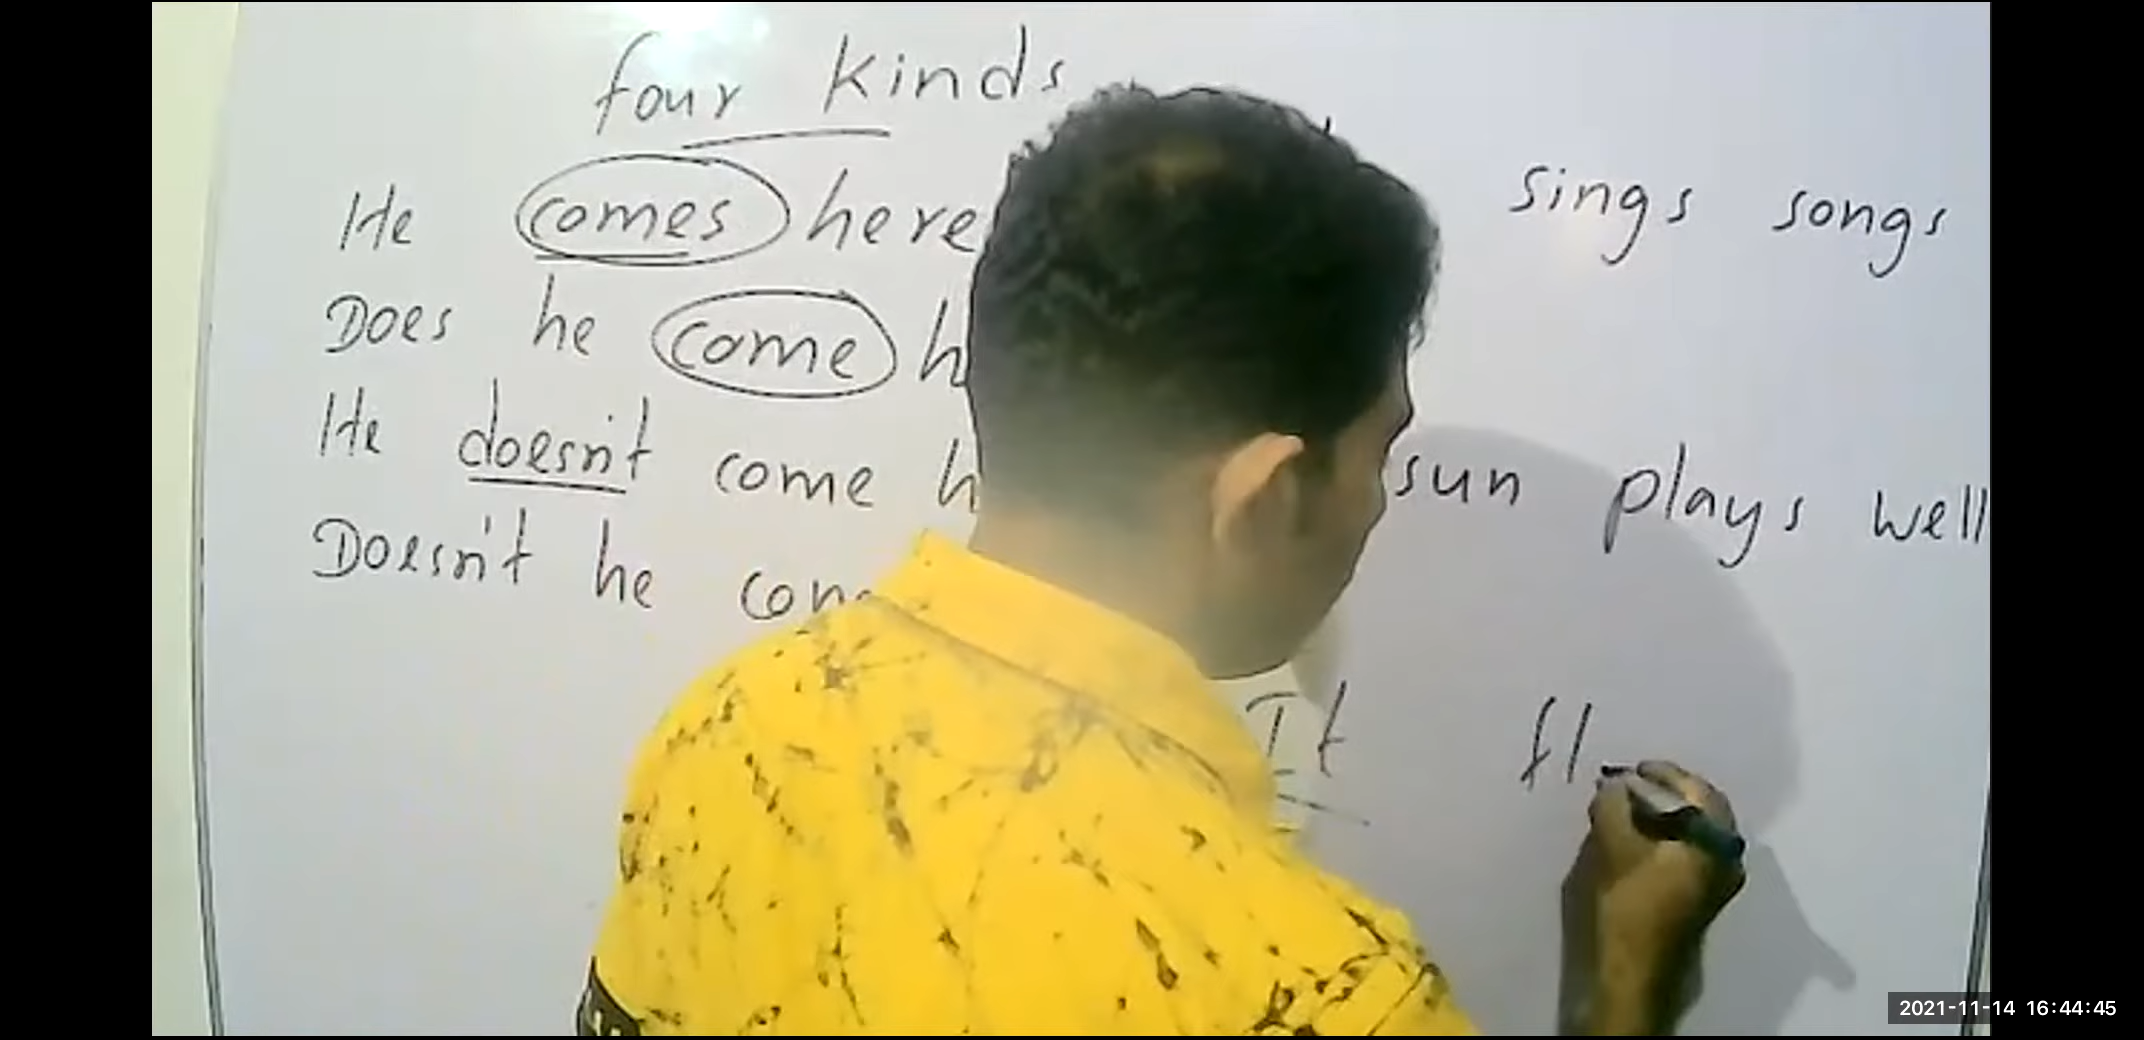 four kinds
He comes here
Does he come h
He doesn't come h
Doesn't he com
sings songs
sun plays well
It fl
2021-11-14 16:44:45